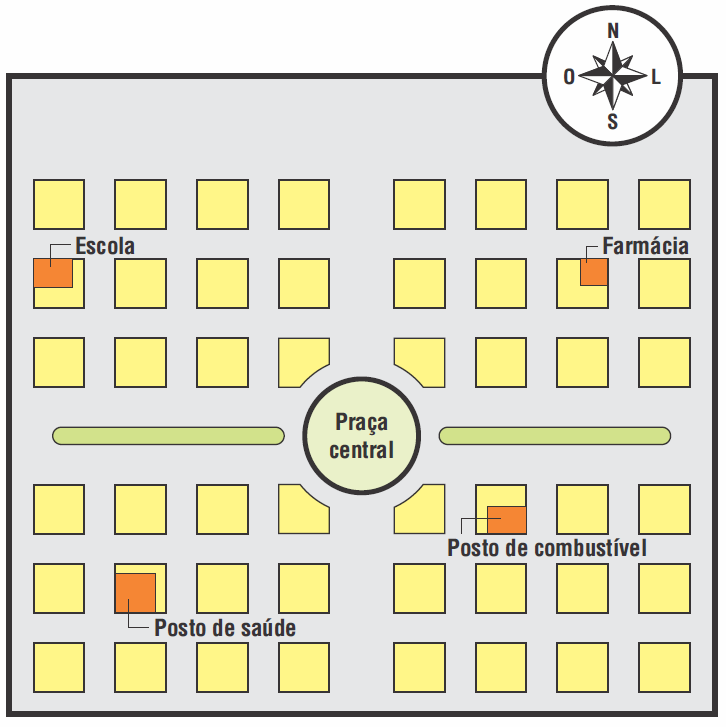 N
O L
S
Escola
Farmácia
Praça
central
Posto de combustível
Posto de saúde